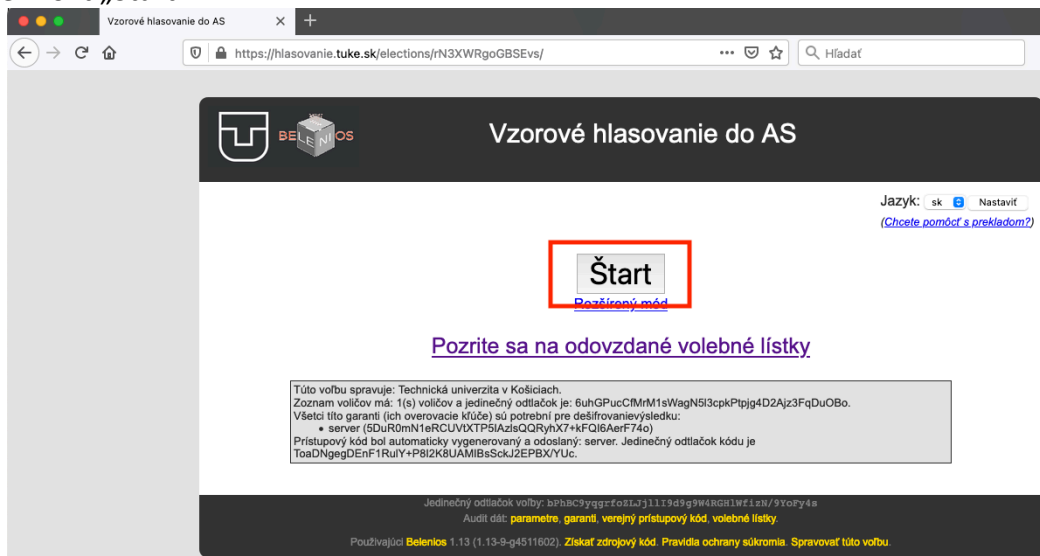 Vzorové hlasovanie do AS
https://hlasovanie.tuke.sk/elections/rN3XWRgoGBSEvs/
Hľadať
BELENIOS
Vzorové hlasovanie do AS
Jazyk: sk Nastaviť
(Chcete pomôcť s prekladom?)
Štart
Rozšírený mód
Pozrite sa na odovzdané volebné lístky
Túto voľbu spravuje: Technická univerzita v Košiciach.
Zoznam voličov má: 1(s) voličov a jedinečný odtlačok je: 6uhGPucCfMrM1sWagN5l3cpkPtpjg4D2Ajz3FqDuOBo.
Všetci títo garanti (ich overovacie kľúče) sú potrební pre dešifrovanievýsledku:
• server (5DuR0mN1eRCUVtXTP5lAzlsQQRyhX7+kFQl6AerF74o)
Prístupový kód bol automaticky vygenerovaný a odoslaný: server. Jedinečný odtlačok kódu je
ToaDNgegDEnF1RulY+P8I2K8UAMIBsSckJ2EPBX/YUc.
Jedinečný odtlačok voľby: bPhBC9yqgrfoZLJjllI9d9g9W4RGHlWfizN/9YoFy4s
Audit dát: parametre, garanti, verejný prístupový kód, volebné lístky.
Používajúci Belenios 1.13 (1.13-9-g4511602). Získať zdrojový kód. Pravidlá ochrany súkromia. Spravovať túto voľbu.